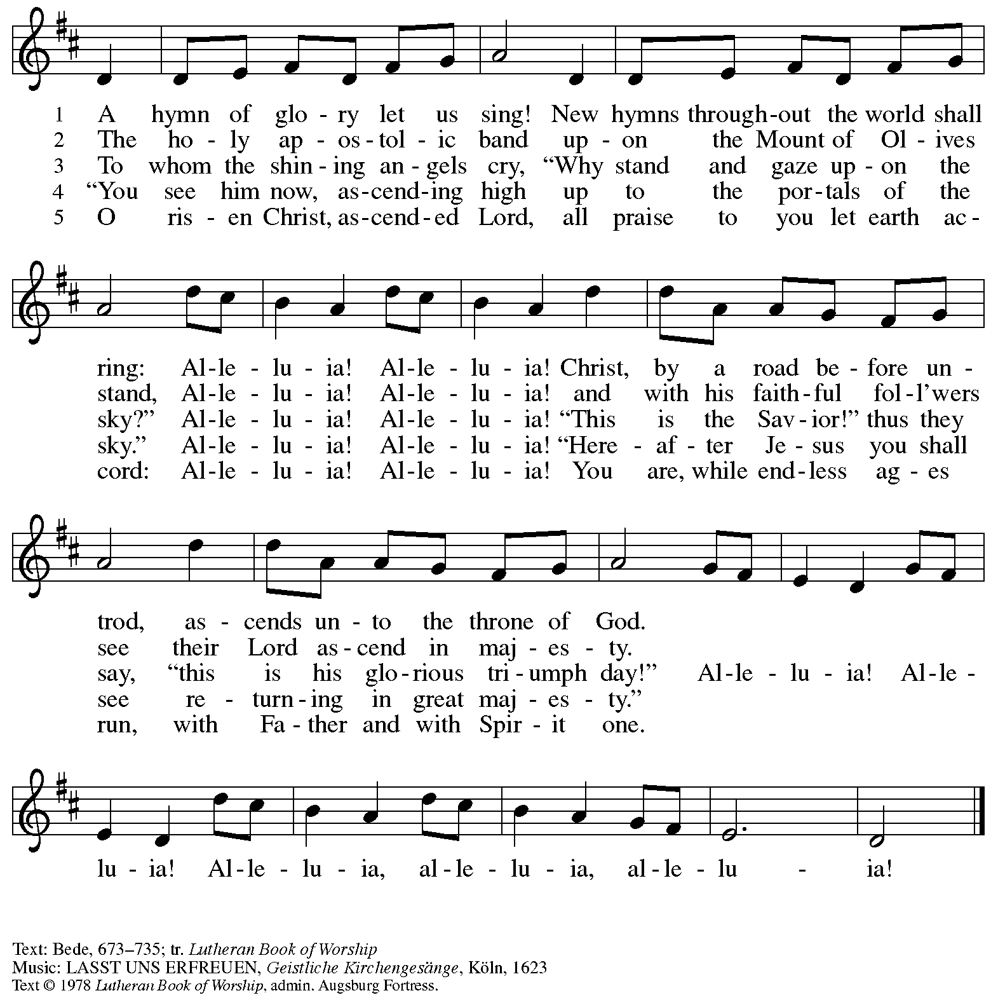 1 A hymn of glo - ry let us sing! New hymns through-out the world shall
2 The ho - ly ap - os - tol - ic band up - on the Mount of Ol - ives
3 To whom the shin - ing an - gels cry, “Why stand and gaze up - on the
4 “You see him now, as-cend-ing high up to the por-tals of the
5 O ris - en Christ, as-cend-ed Lord, all praise to you let earth ac -
ring: Al-le - lu - ia! Al-le - lu - ia! Christ, by a road be - fore un -
stand, Al-le - lu - ia! Al-le - lu - ia! and with his faith-ful fol-l’wers
sky?” Al-le - lu - ia! Al-le - lu - ia! “This is the Sav-ior!” thus they
sky.” Al-le - lu - ia! Al-le - lu - ia! “Here - af - ter Je - sus you shall
cord: Al-le - lu - ia! Al-le - lu - ia! You are, while end-less ag - es
trod, as - cends un - to the throne of God.
see their Lord as-cend in maj - es - ty.
say, “this is his glo-rious tri-umph day!” Al-le - lu - ia! Al-le -
see re - turn-ing in great maj - es - ty.”
run, with Fa - ther and with Spir - it one.
lu - ia! Al-le - lu - ia, al-le - lu - ia, al-le - lu - ia!
Text: Bede, 673–735; tr. Lutheran Book of Worship
Music: LASST UNS ERFREUEN, Geistliche Kirchengesänge, Köln, 1623
Text © 1978 Lutheran Book of Worship, admin. Augsburg Fortress.